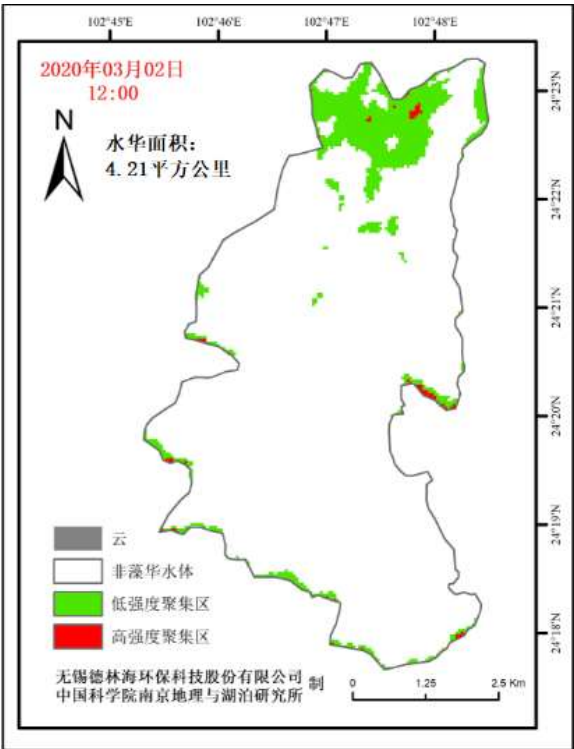 102°45'E 102°46'E 102°47'E 102°48'E
2020年03月02日
12:00
N
水华面积：
4.21平方公里
24°23'N
24°22'N
24°21'N
24°20'N
24°19'N
24°18'N
云
非藻华水体
低强度聚集区
高强度聚集区
无锡德林海环保科技股份有限公司
中国科学院南京地理与湖泊研究所
制
0 1.25 2.5 Km